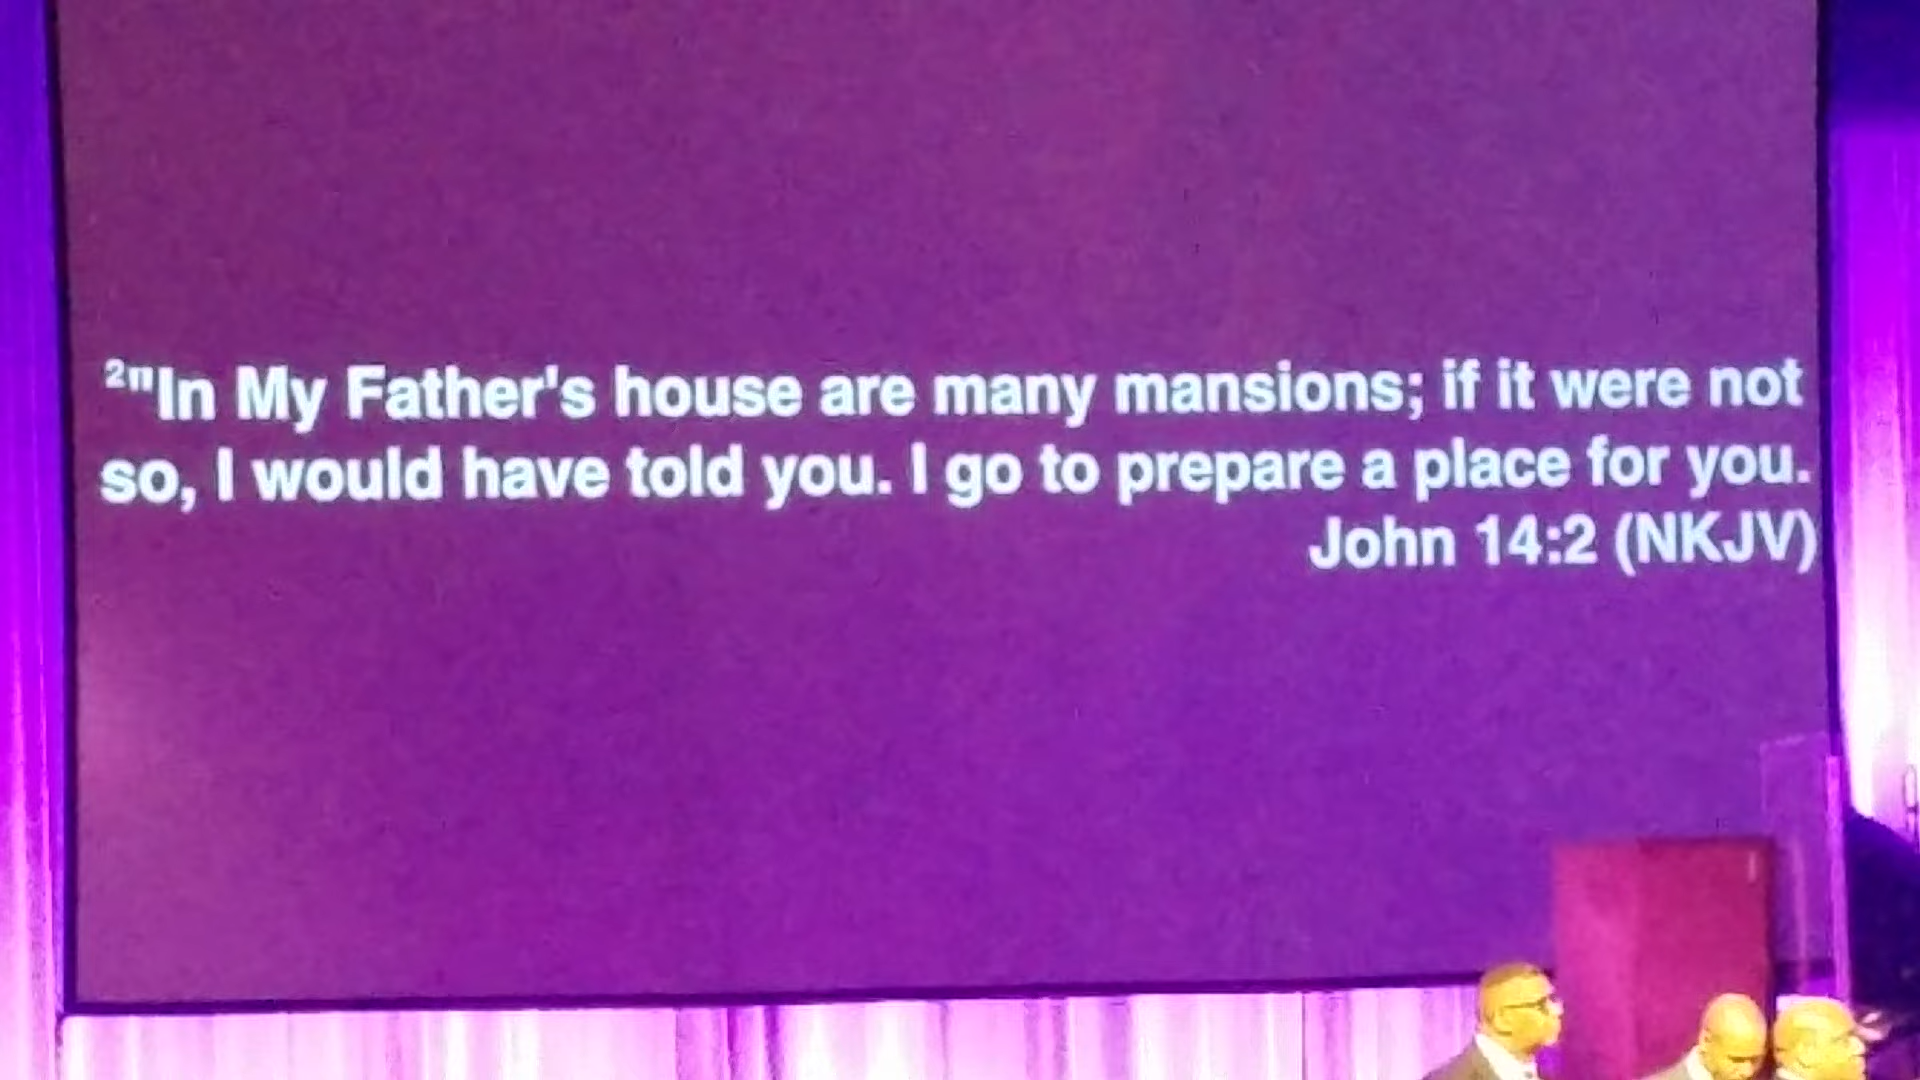 ²"In My Father's house are many mansions; if it were not
so, I would have told you. I go to prepare a place for you.
John 14:2 (NKJV)